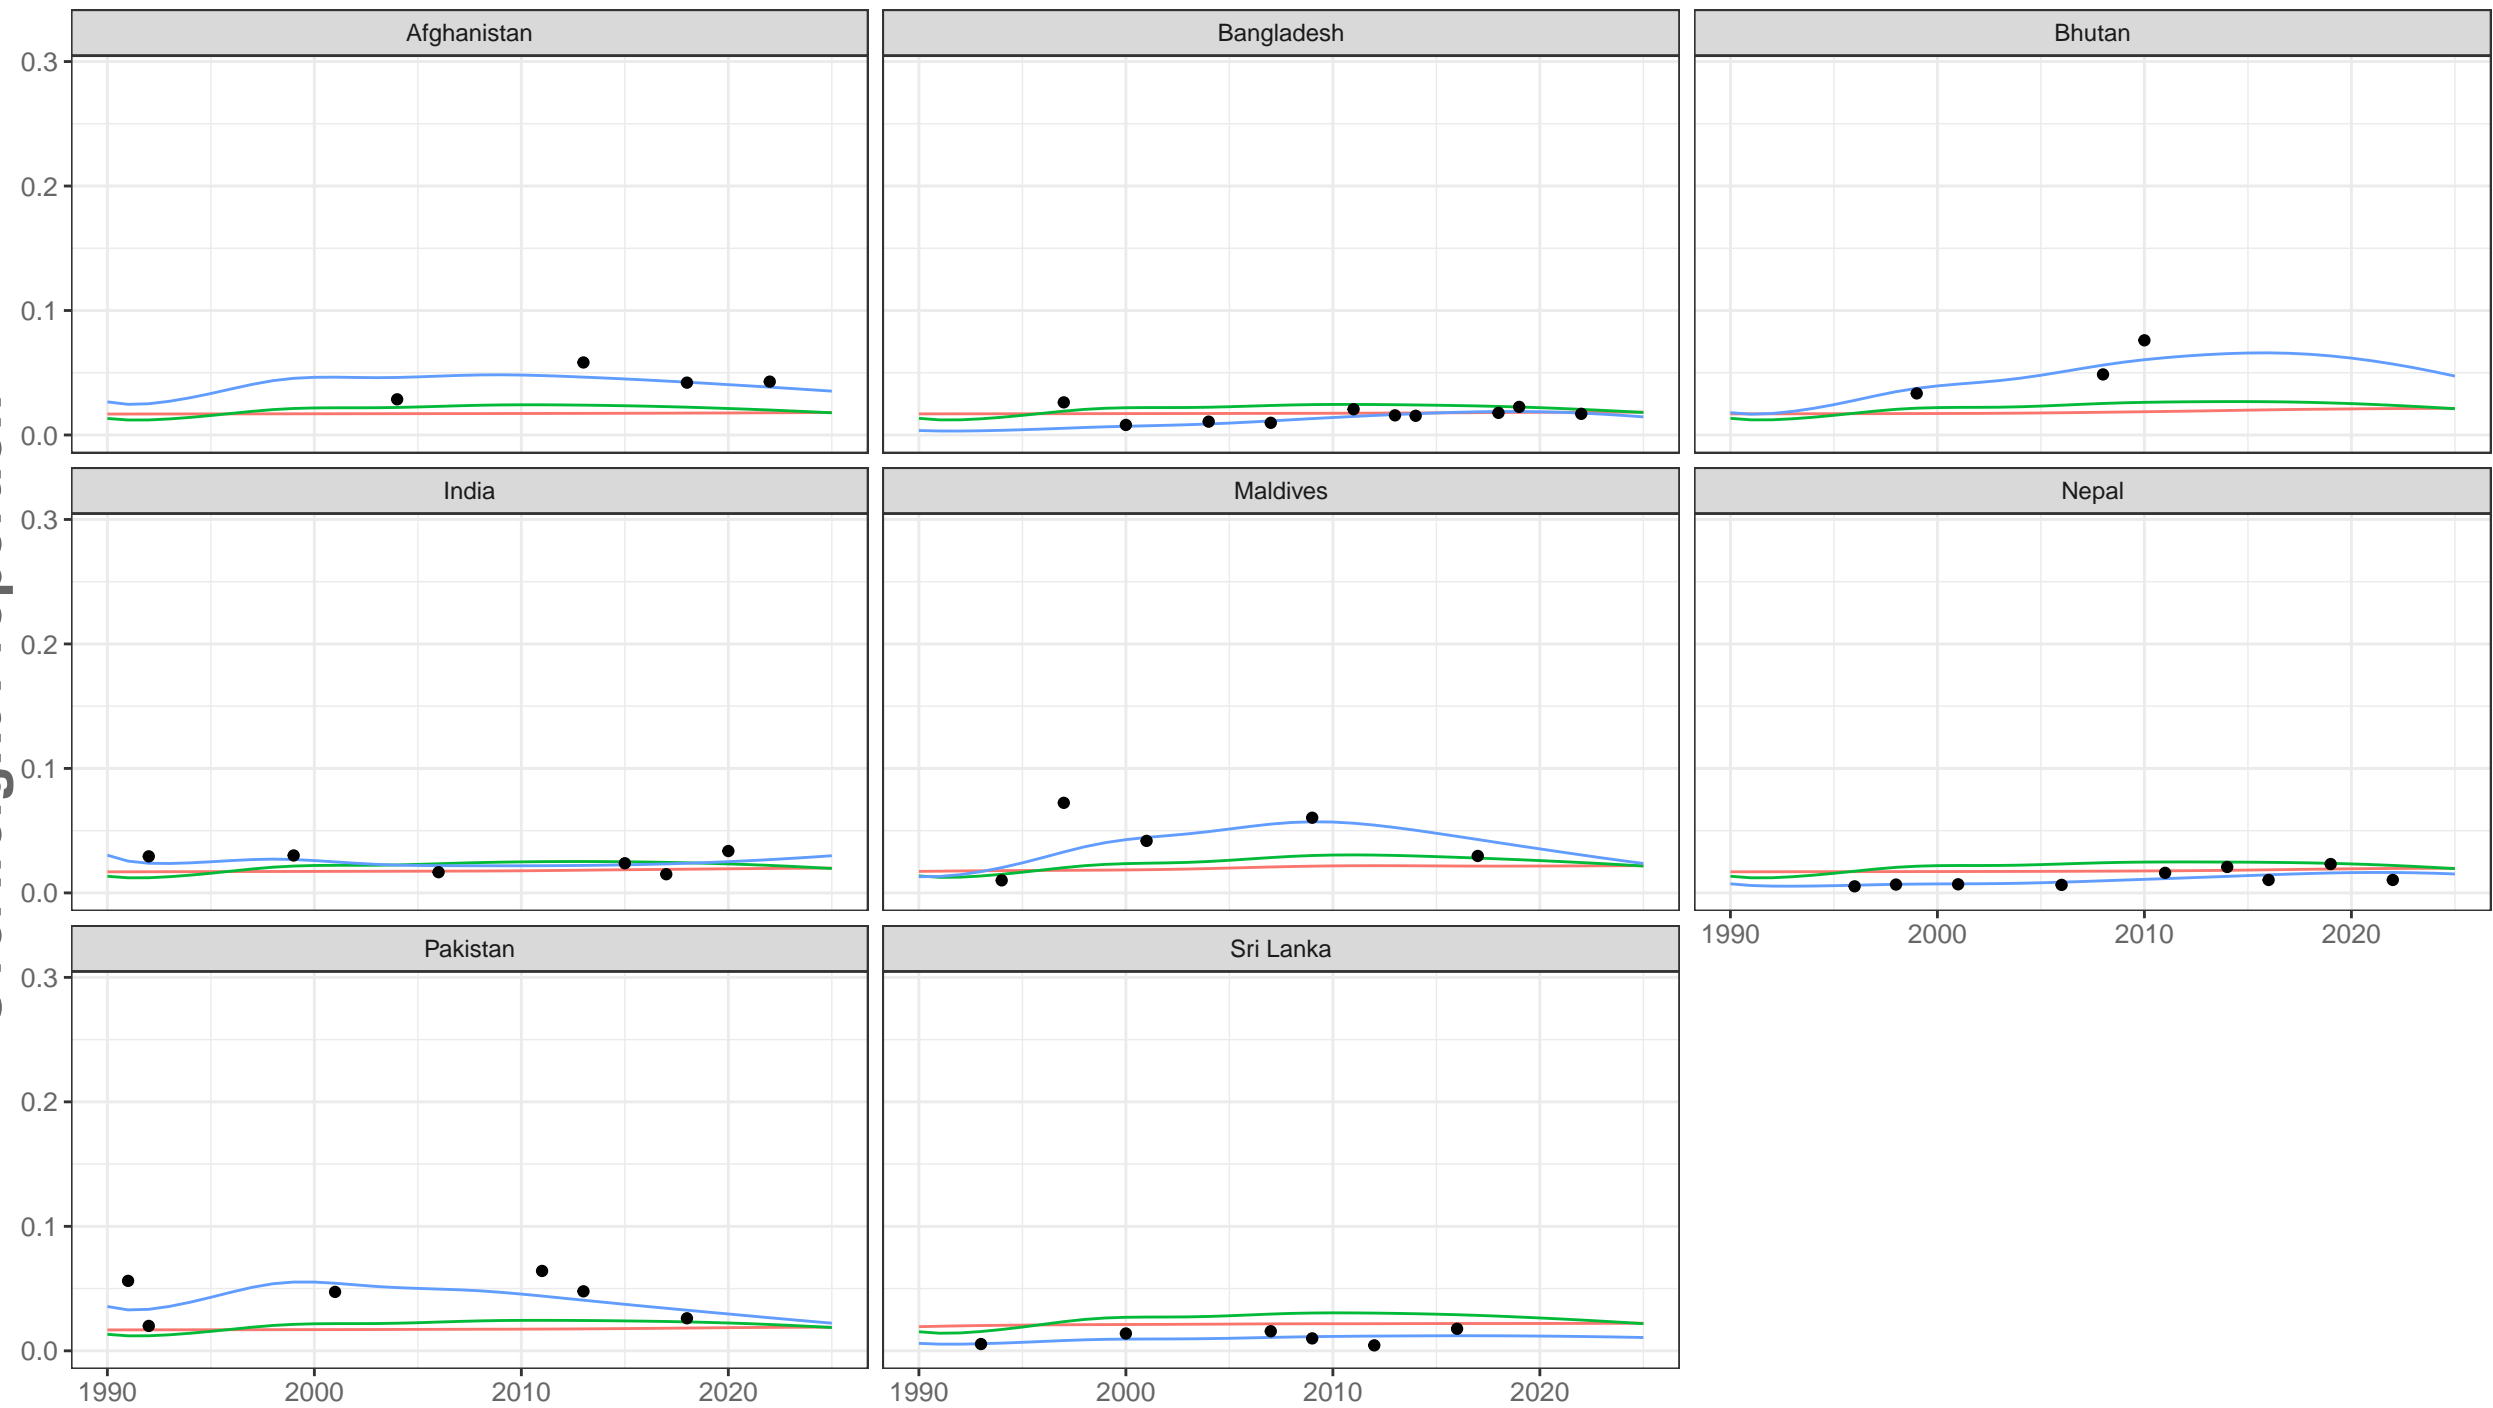 Afghanistan Bangladesh Bhutan
0.3
0.2
0.1
0.0
India Maldives Nepal
0.3
0.2
0.1
0.0
1990 2000 2010 2020
Pakistan Sri Lanka
0.3
0.2
0.1
0.0
1990 2000 2010 2020 1990 2000 2010 2020